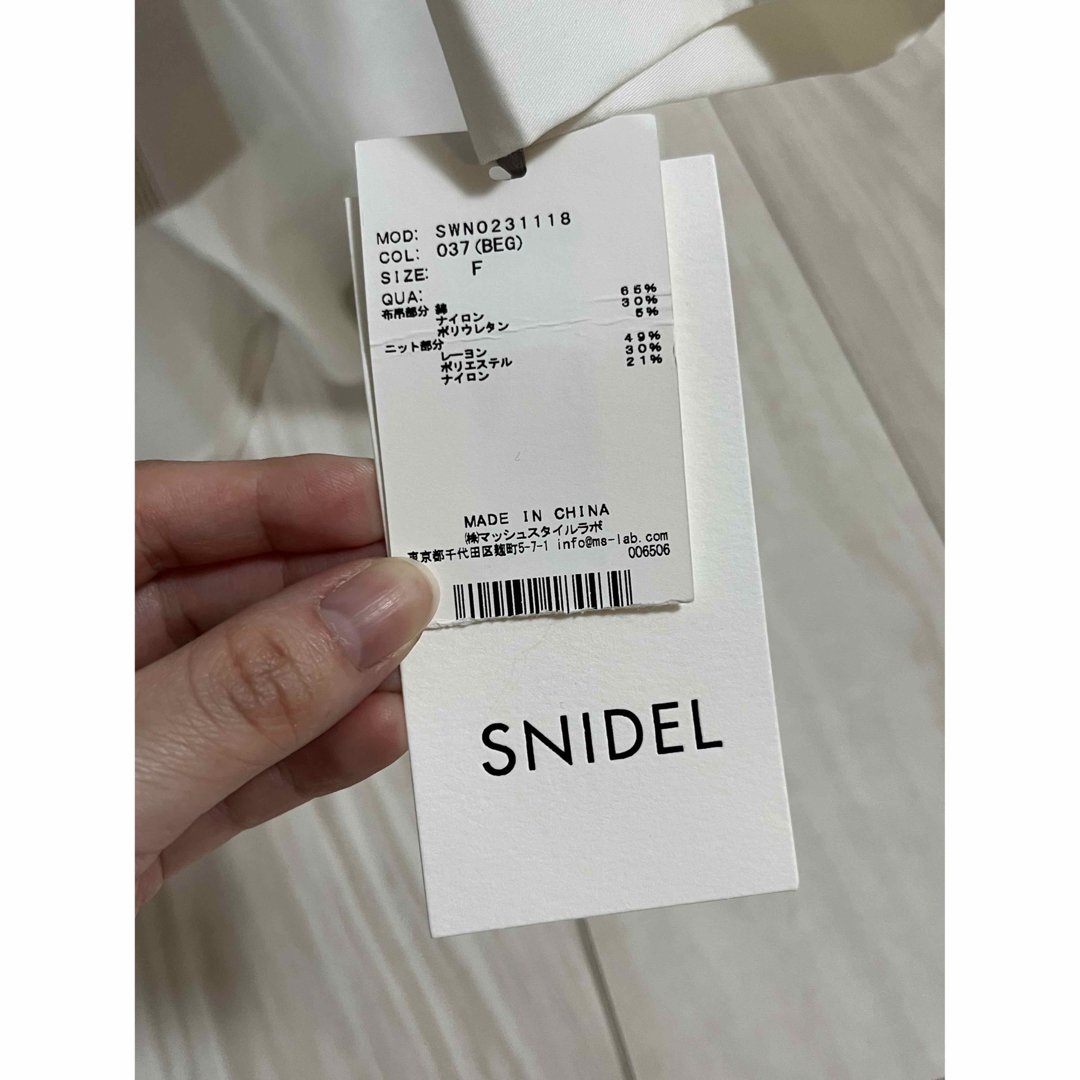 MOD: SWNO231118
COL: 037(BEG)
SIZE: F
QUA:
布帛部分 綿 65%
ナイロン 30%
ポリウレタン 5%
ニット部分
レーヨン 49%
ポリエステル 30%
ナイロン 21%
MADE IN CHINA
㈱マッシュスタイルラボ
東京都千代田区麹町5-7-1 info@ms-lab.com
006506
SNIDEL